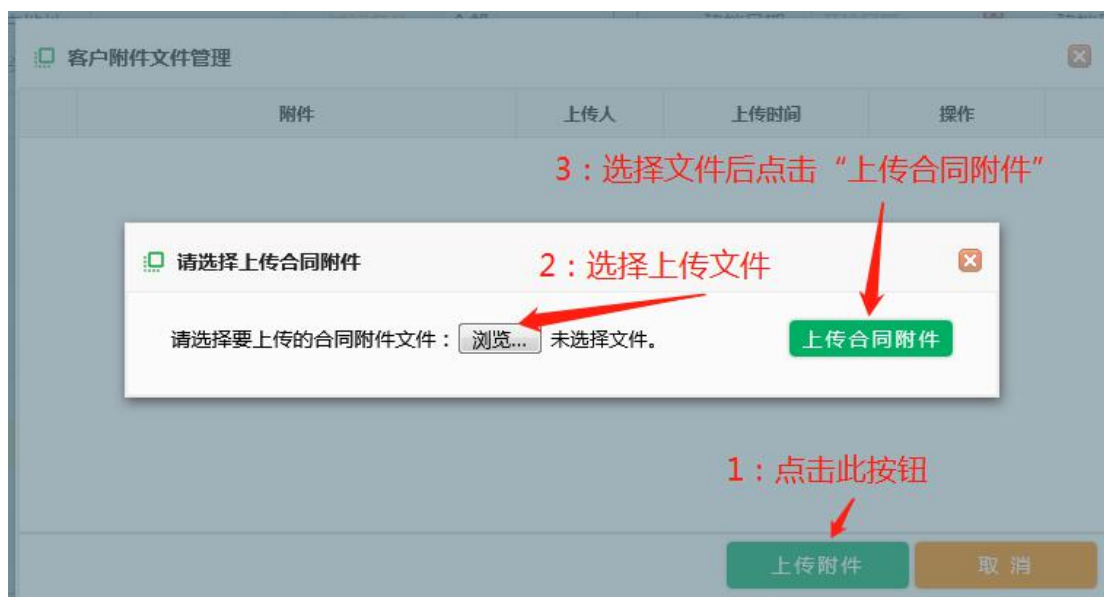 客户附件文件管理
附件 上传人 上传时间 操作
3：选择文件后点击“上传合同附件”
请选择上传合同附件
2：选择上传文件
请选择要上传的合同附件文件： 浏览... 未选择文件。
上传合同附件
1：点击此按钮
上传附件 取 消